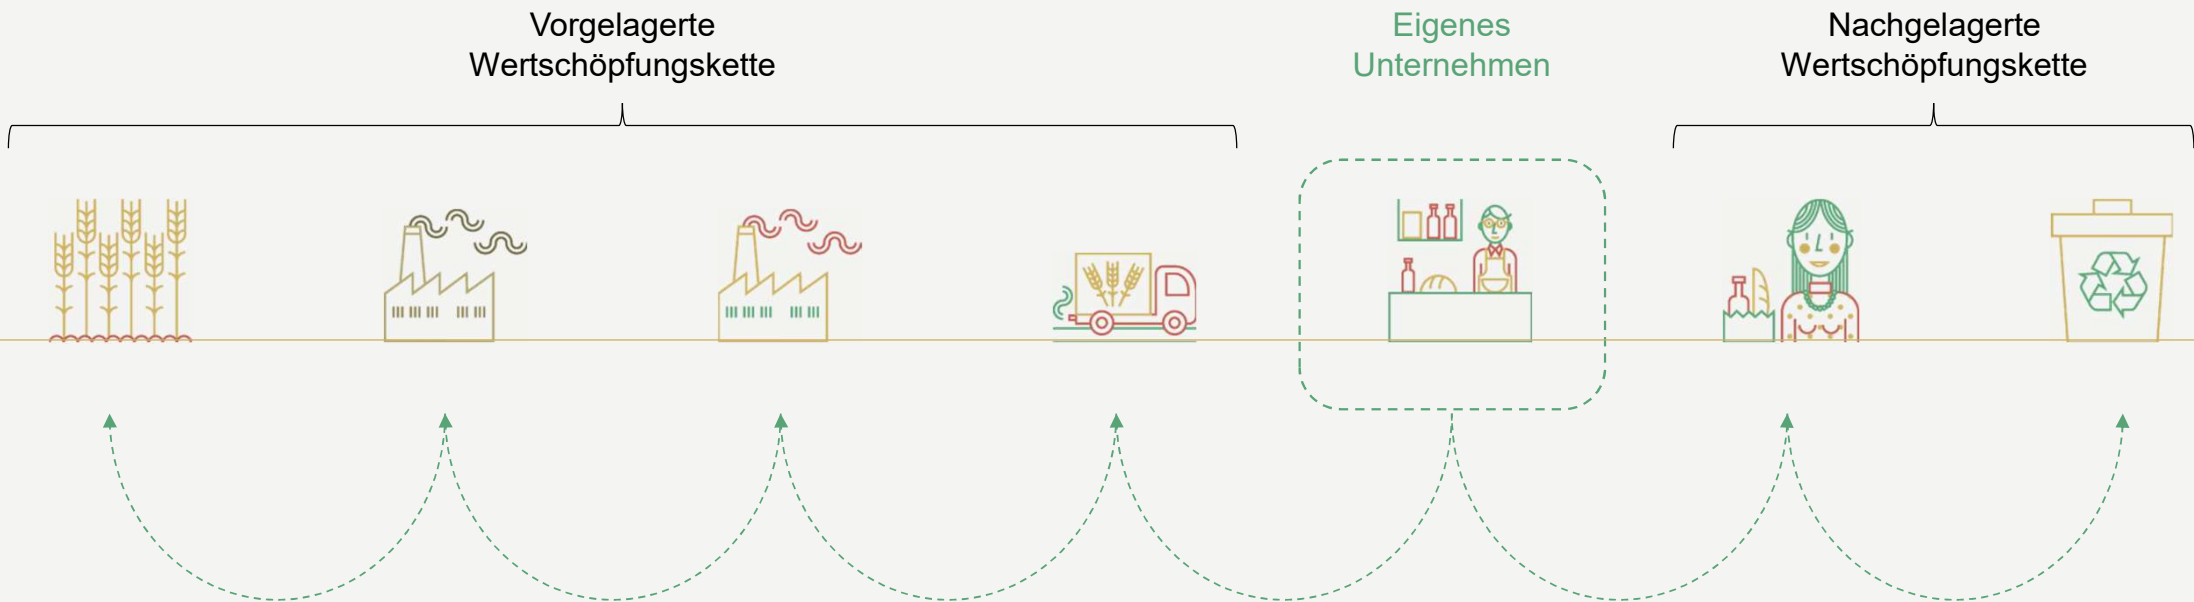 Vorgelagerte
Wertschöpfungskette
Eigenes
Unternehmen
Nachgelagerte
Wertschöpfungskette